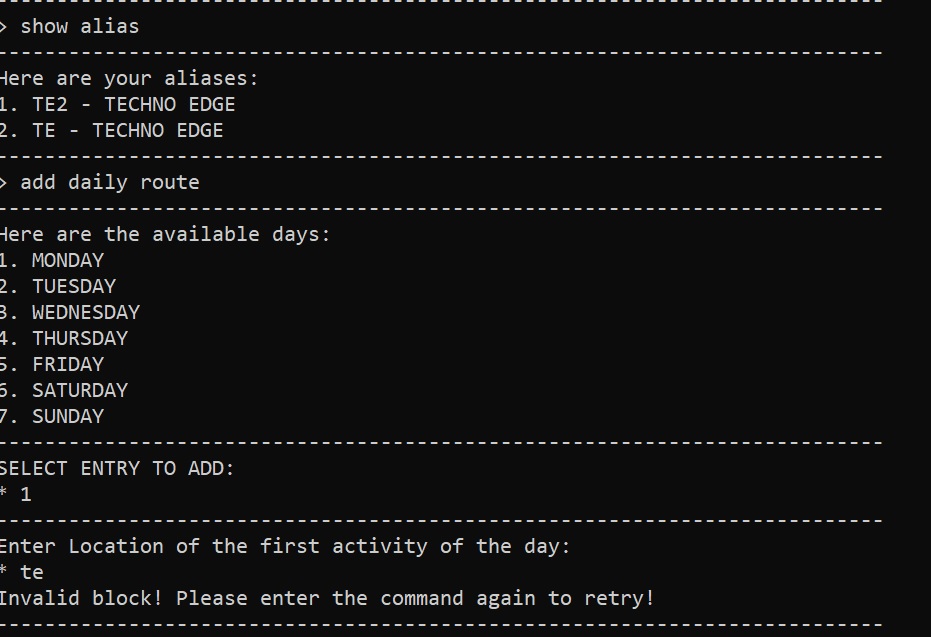 --------------------------------------------------------------------------
> show alias
--------------------------------------------------------------------------
Here are your aliases:
1. TE2 - TECHNO EDGE
2. TE - TECHNO EDGE
--------------------------------------------------------------------------
> add daily route
--------------------------------------------------------------------------
Here are the available days:
1. MONDAY
2. TUESDAY
3. WEDNESDAY
4. THURSDAY
5. FRIDAY
6. SATURDAY
7. SUNDAY
--------------------------------------------------------------------------
SELECT ENTRY TO ADD:
* 1
--------------------------------------------------------------------------
Enter Location of the first activity of the day:
* te
Invalid block! Please enter the command again to retry!
--------------------------------------------------------------------------